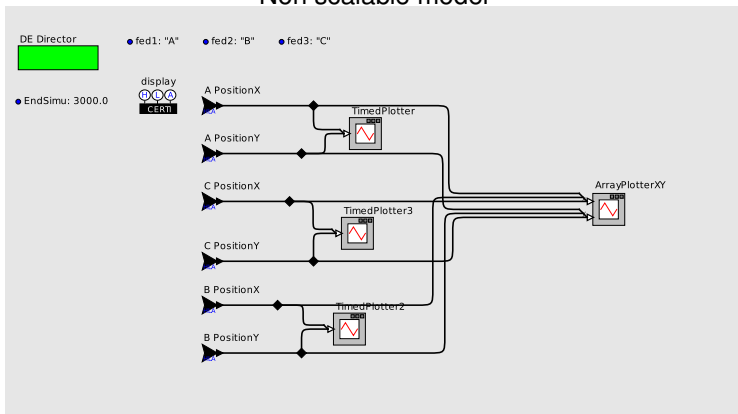 Non scalable model
DE Director
fed1: "A"
fed2: "B"
fed3: "C"
display
H L A
CERTI
EndSimu: 3000.0
A PositionX
TimedPlotter
A PositionY
C PositionX
ArrayPlotterXY
TimedPlotter3
C PositionY
B PositionX
TimedPlotter2
B PositionY